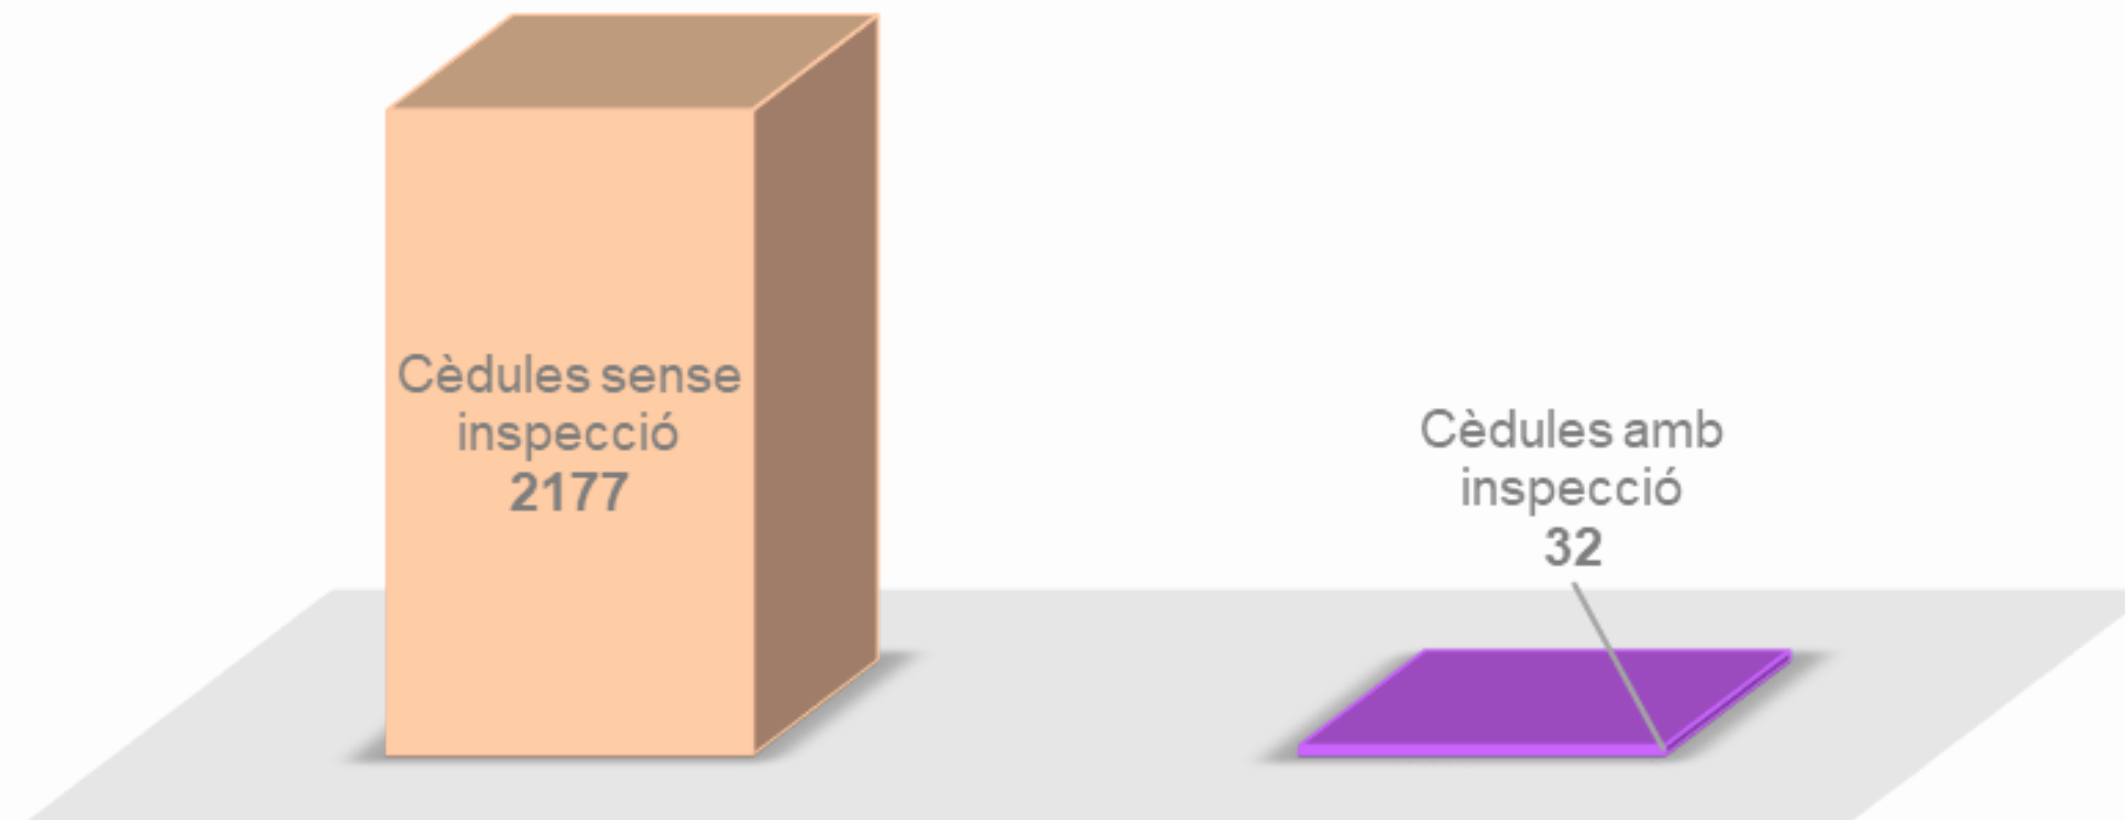 Cèdules sense
inspecció
2177
Cèdules amb
inspecció
32